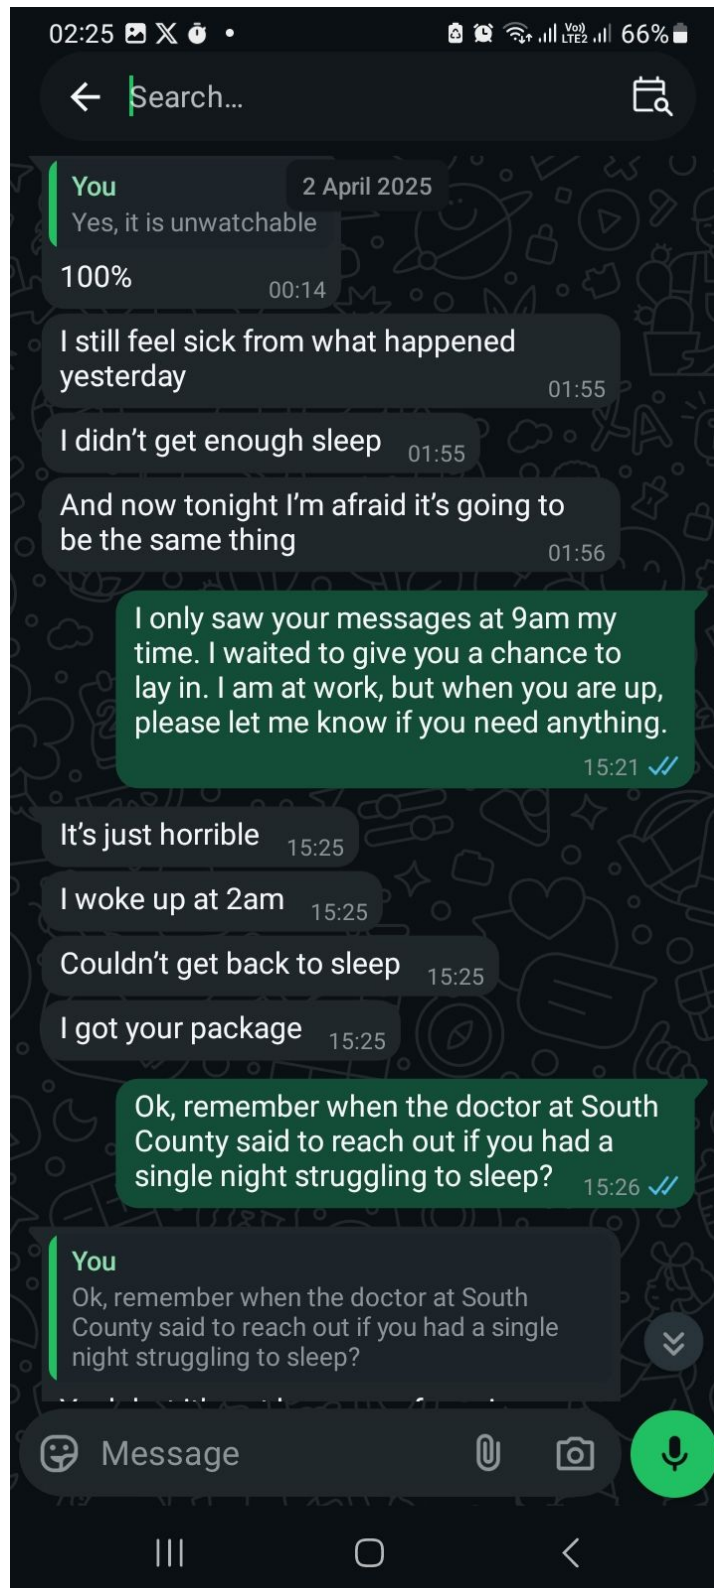 02:25
Vo)) LTE2 66%
Search…
2 April 2025
You
Yes, it is unwatchable
100% 00:14
I still feel sick from what happened
yesterday 01:55
I didn’t get enough sleep 01:55
And now tonight I’m afraid it’s going to
be the same thing 01:56
I only saw your messages at 9am my
time. I waited to give you a chance to
lay in. I am at work, but when you are up,
please let me know if you need anything.
15:21
It’s just horrible 15:25
I woke up at 2am 15:25
Couldn’t get back to sleep 15:25
I got your package 15:25
Ok, remember when the doctor at South
County said to reach out if you had a
single night struggling to sleep? 15:26
You
Ok, remember when the doctor at South
County said to reach out if you had a single
night struggling to sleep?
Message